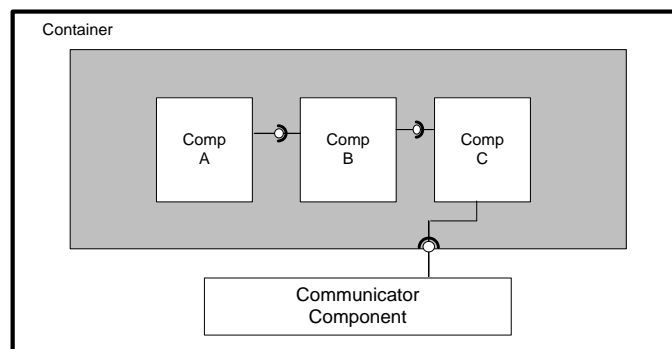 Container
Comp
A
Comp
B
Comp
C
Communicator
Component